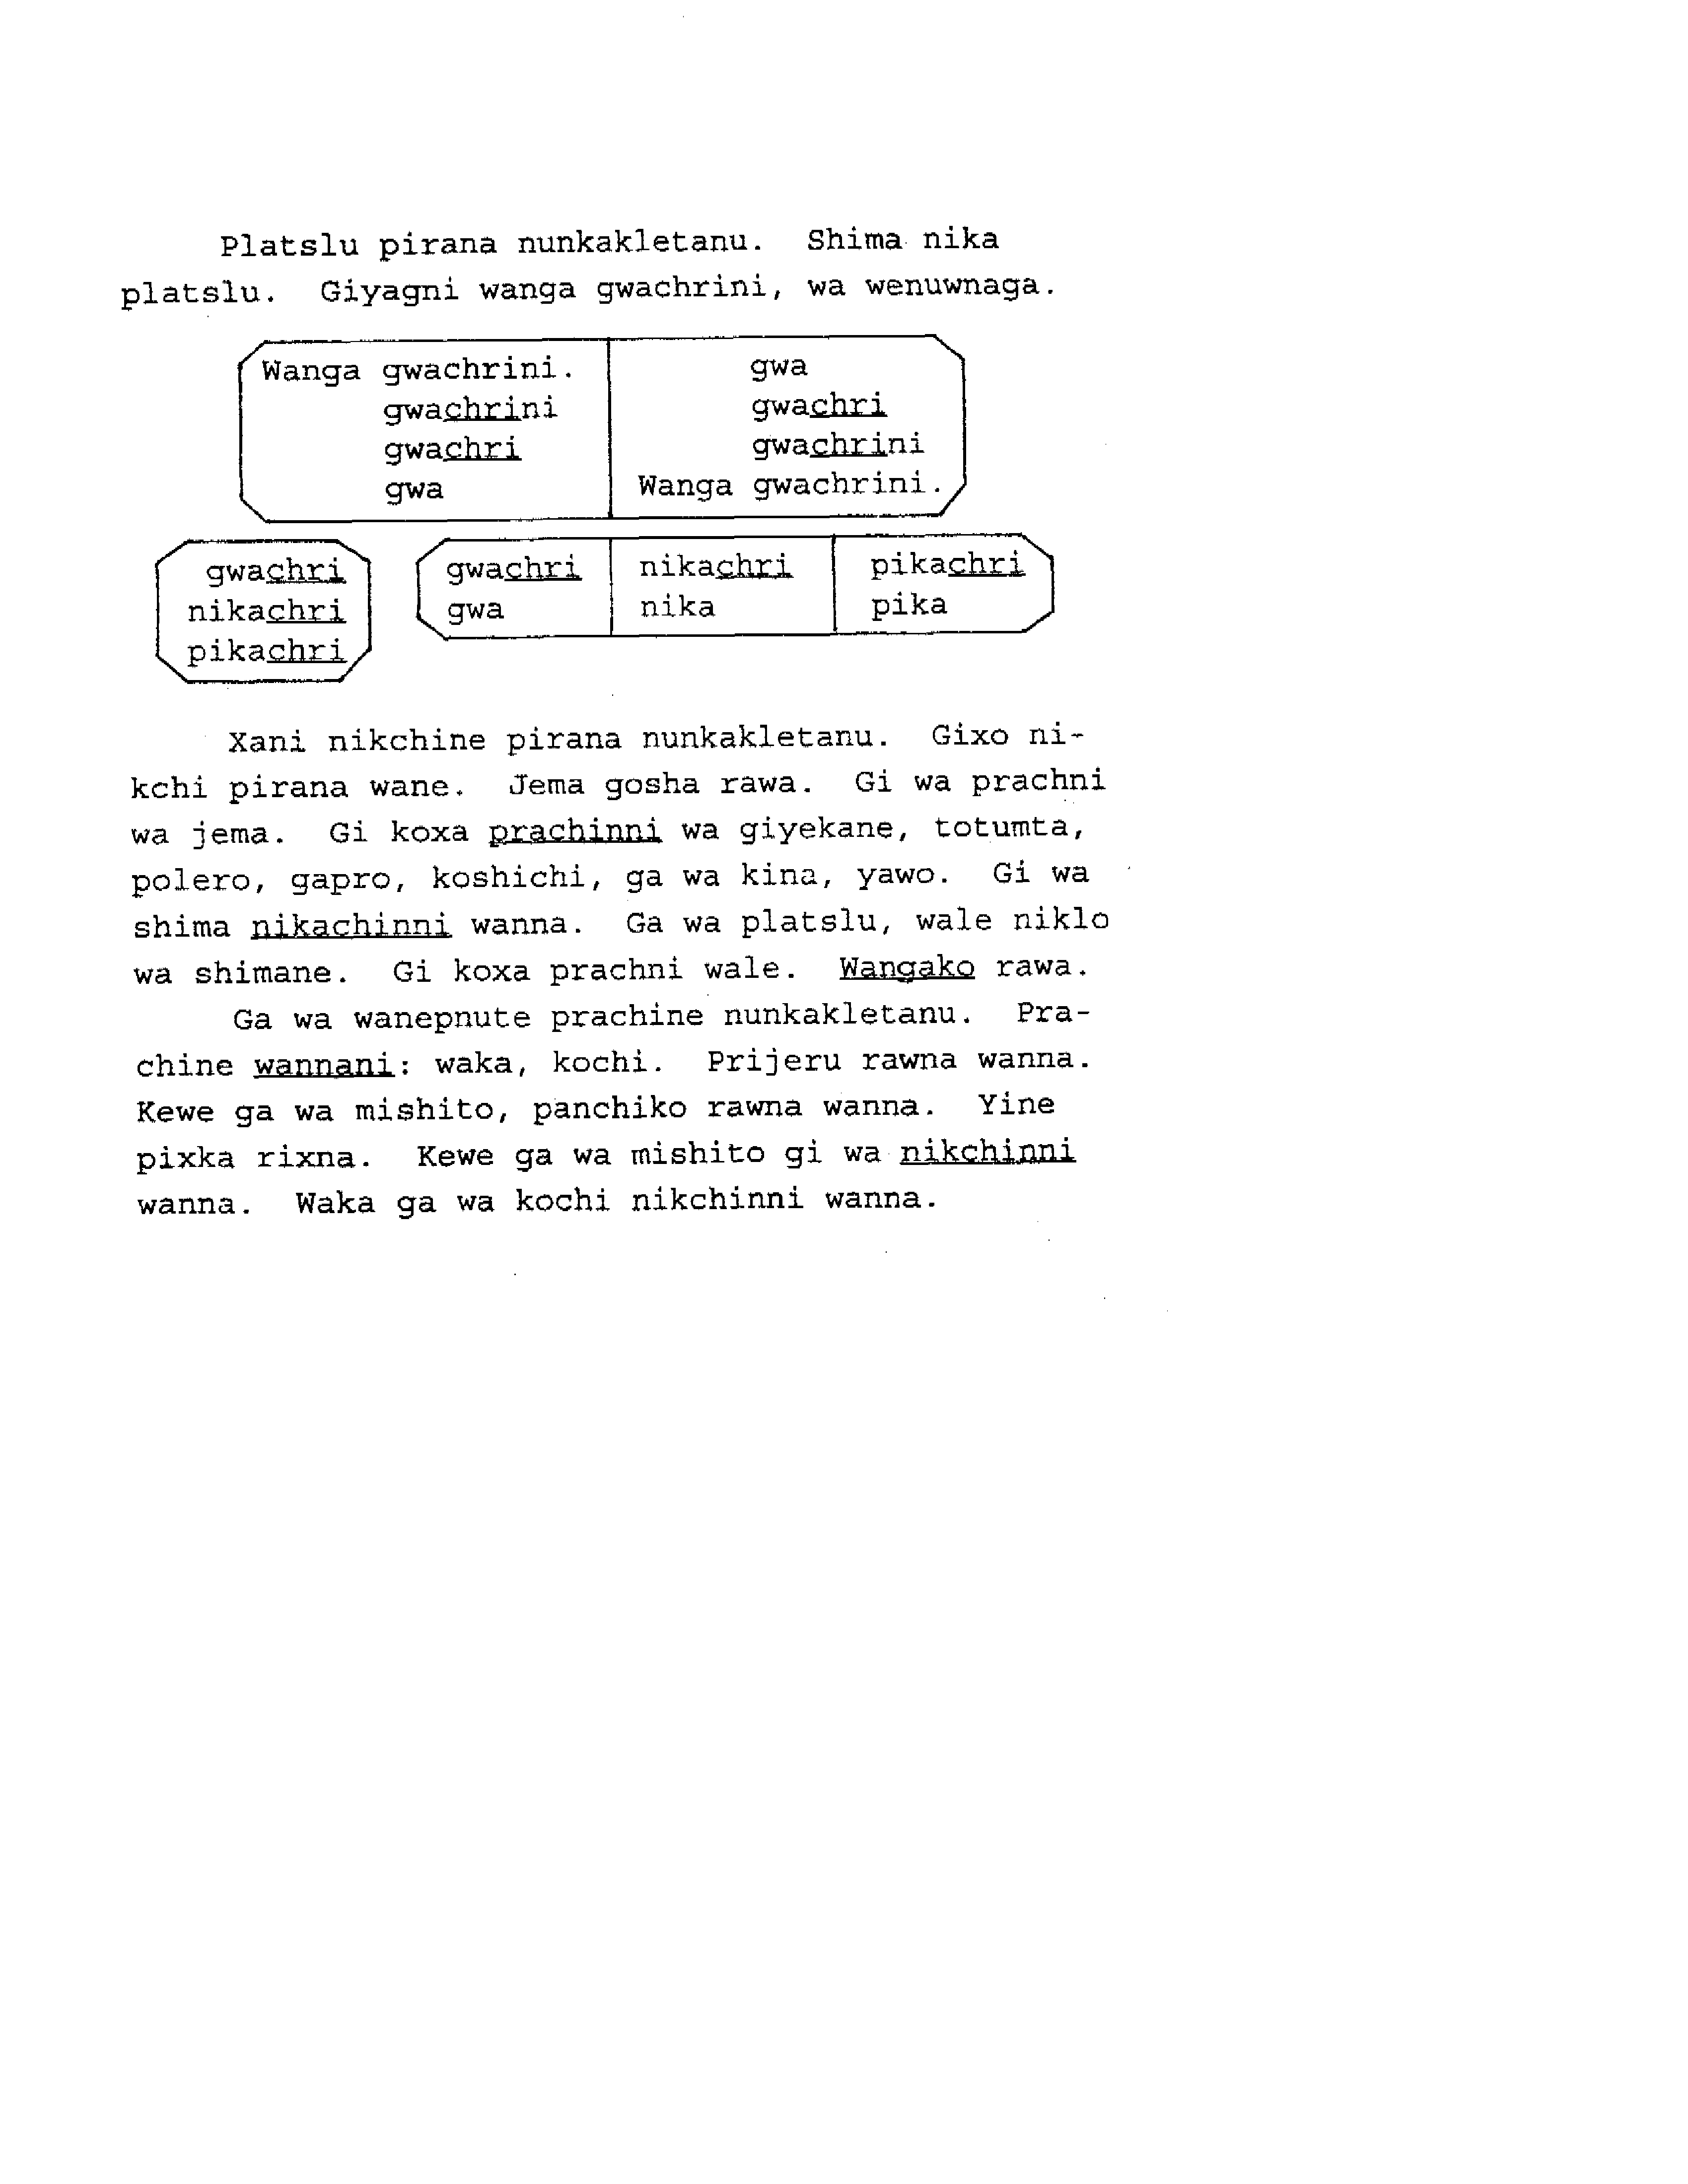 Platslu pirana nunkakletanu. Shima nika
platslu. Giyagni wanga gwachrini, wa wenuwnaga.
Wanga gwachrini.
gwachrini
gwachri
gwa
gwa
gwachri
gwachrini
Wanga gwachrini.
gwachri
nikachri
pikachri
gwachri nikachri pikachri
gwa nika pika
Xani nikchine pirana nunkakletanu. Gixo ni-
kchi pirana wane. Jema gosha rawa. Gi wa prachni
wa jema. Gi koxa prachinni wa giyekane, totumta,
polero, gapro, koshichi, ga wa kina, yawo. Gi wa
shima nikachinni wanna. Ga wa platslu, wale niklo
wa shimane. Gi koxa prachni wale. Wangako rawa.
Ga wa wanepnute prachine nunkakletanu. Pra-
chine wannani: waka, kochi. Prijeru rawna wanna.
Kewe ga wa mishito, panchiko rawna wanna. Yine
pixka rixna. Kewe ga wa mishito gi wa nikchinni
wanna. Waka ga wa kochi nikchinni wanna.